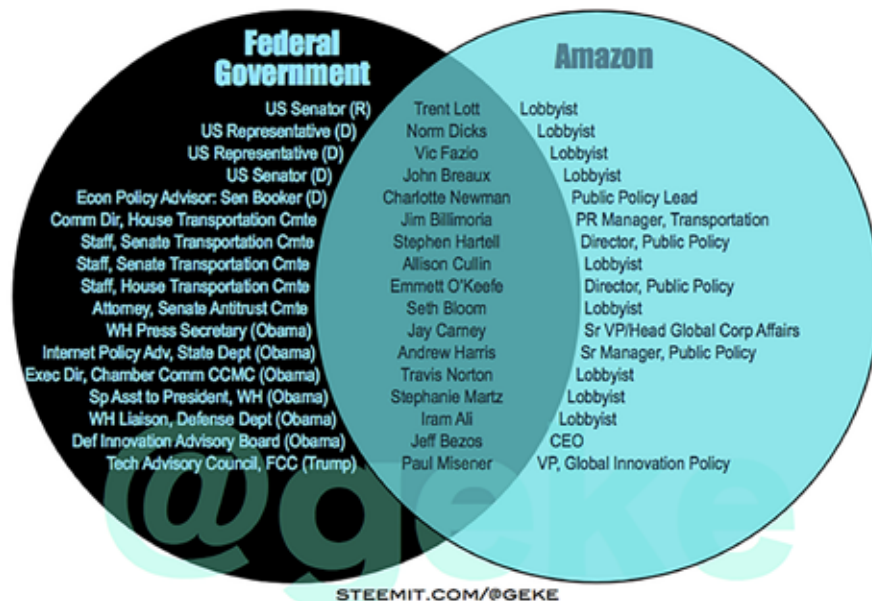 Federal
Government
Amazon
US Senator (R) Trent Lott Lobbyist
US Representative (D) Norm Dicks Lobbyist
US Representative (D) Vic Fazio Lobbyist
US Senator (D) John Breaux Lobbyist
Econ Policy Advisor: Sen Booker (D) Charlotte Newman Public Policy Lead
Comm Dir, House Transportation Cmte Jim Billimoria PR Manager, Transportation
Staff, Senate Transportation Cmte Stephen Hartell Director, Public Policy
Staff, Senate Transportation Cmte Allison Cullin Lobbyist
Staff, House Transportation Cmte Emmett O'Keefe Director, Public Policy
Attorney, Senate Antitrust Cmte Seth Bloom Lobbyist
WH Press Secretary (Obama) Jay Carney Sr VP/Head Global Corp Affairs
Internet Policy Adv, State Dept (Obama) Andrew Harris Sr Manager, Public Policy
Exec Dir, Chamber Comm CCMC (Obama) Travis Norton Lobbyist
Sp Asst to President, WH (Obama) Stephanie Martz Lobbyist
WH Liaison, Defense Dept (Obama) Iram Ali Lobbyist
Def Innovation Advisory Board (Obama) Jeff Bezos CEO
Tech Advisory Council, FCC (Trump) Paul Misener VP, Global Innovation Policy
@geke
STEEMIT.COM/@GEKE